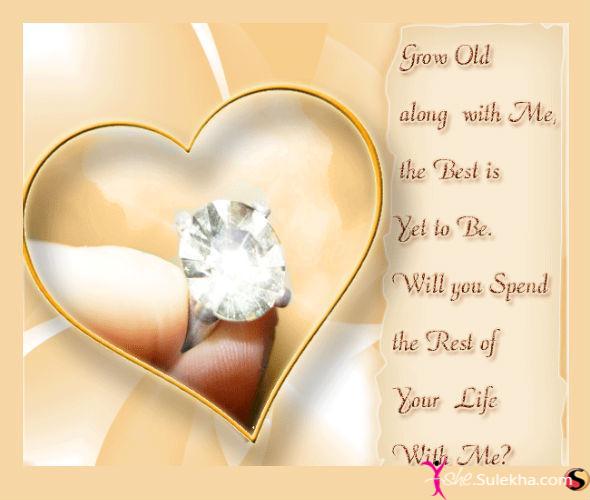 Grow Old
along with Me,
the Best is
Yet to Be.
Will you Spend
the Rest of
Your Life
With Me?
She.Sulekha.com